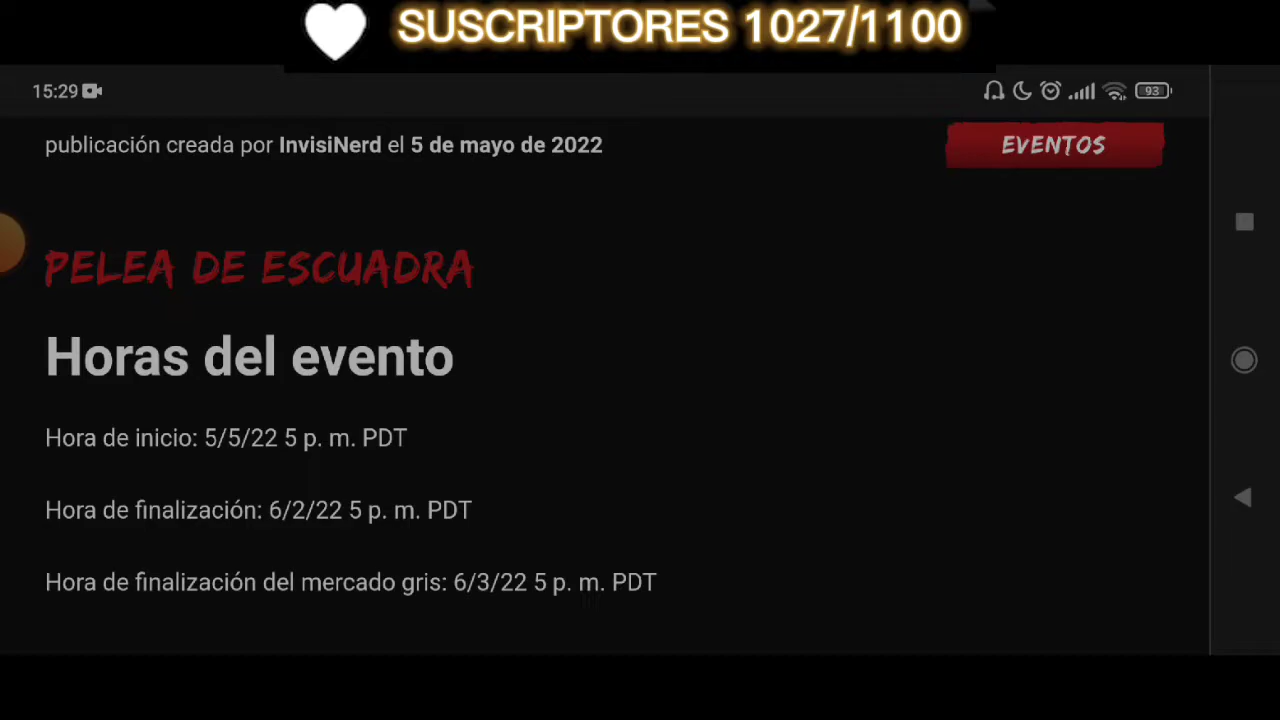 SUSCRIPTORES 1027/1100
15:29
93
publicación creada por InvisiNerd el 5 de mayo de 2022
EVENTOS
PELEA DE ESCUADRA
Horas del evento
Hora de inicio: 5/5/22 5 p. m. PDT
Hora de finalización: 6/2/22 5 p. m. PDT
Hora de finalización del mercado gris: 6/3/22 5 p. m. PDT